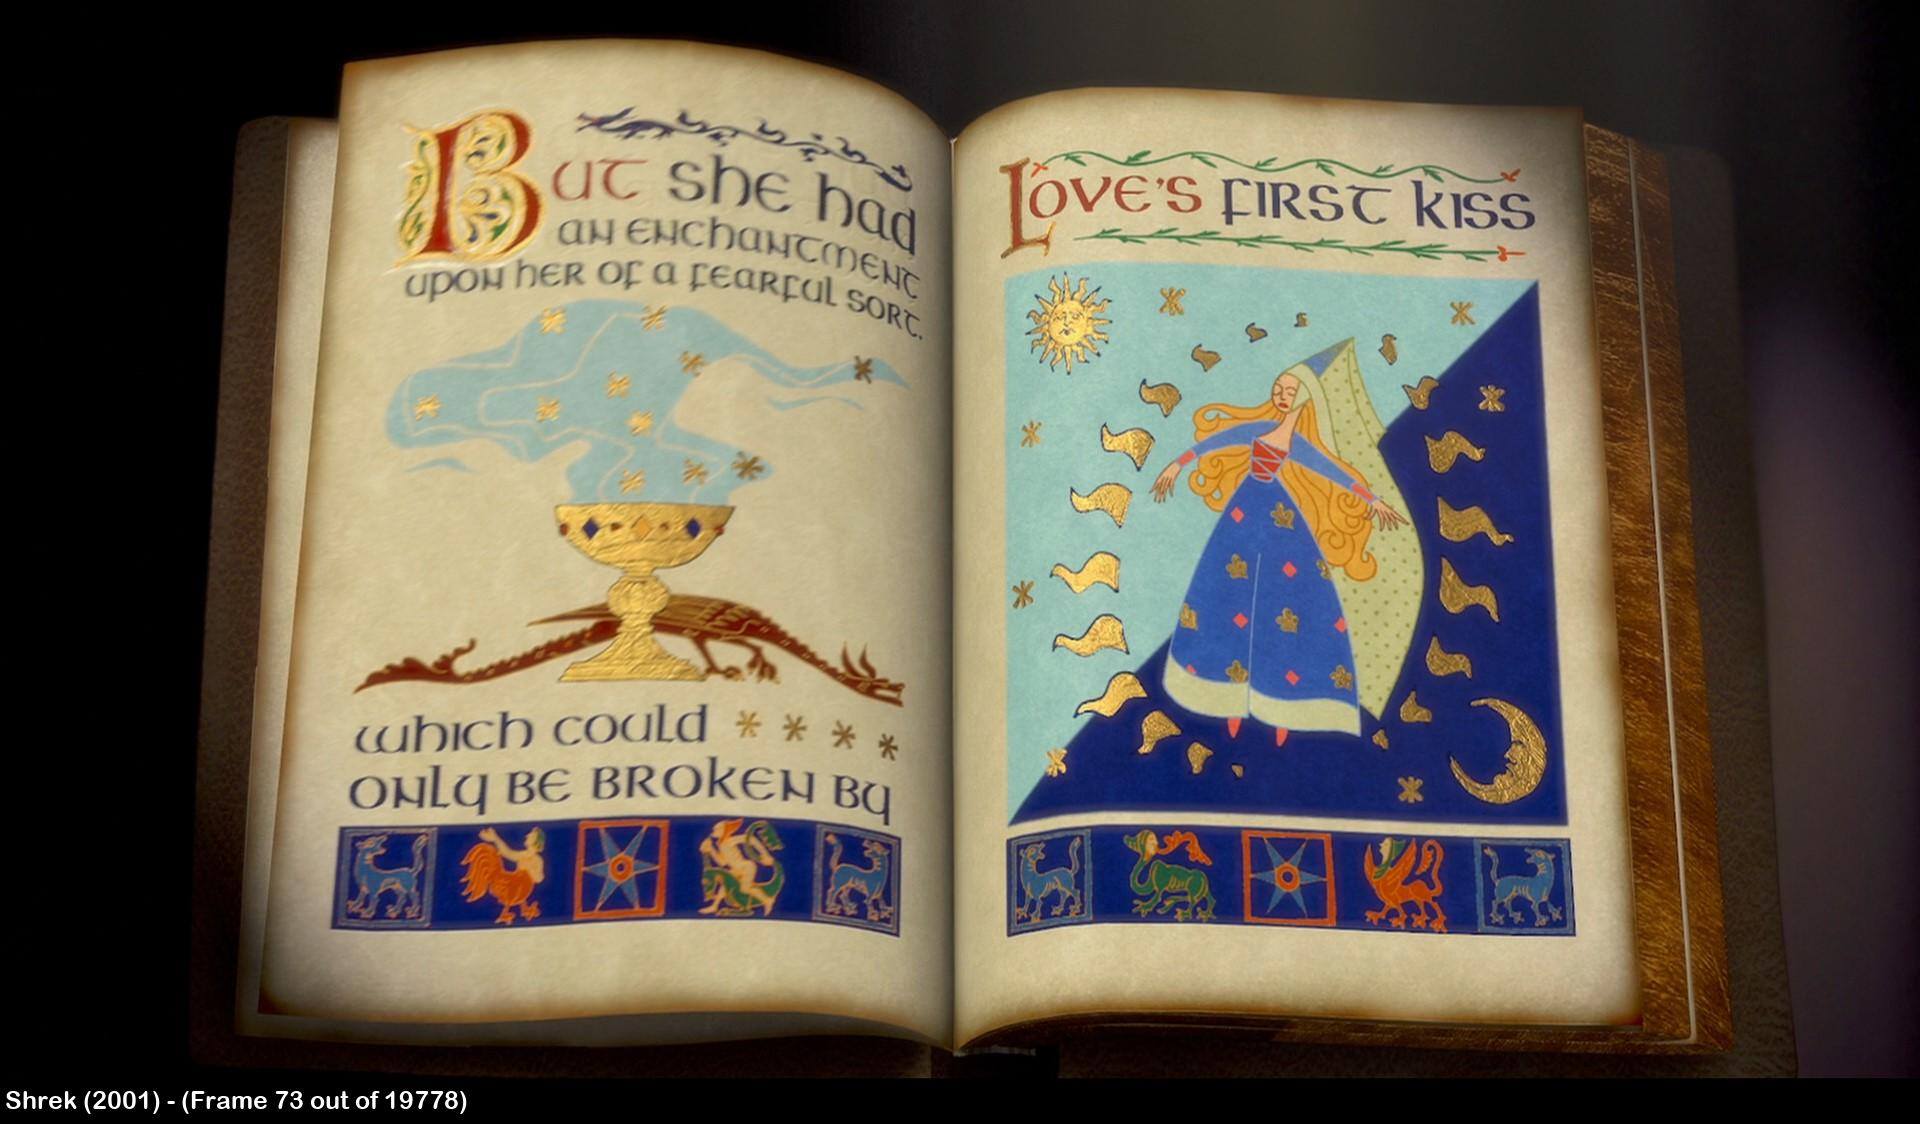 But she had
an enchantment
upon her of a fearful sort.
which could
only be broken by
Love's first kiss
Shrek (2001) - (Frame 73 out of 19778)